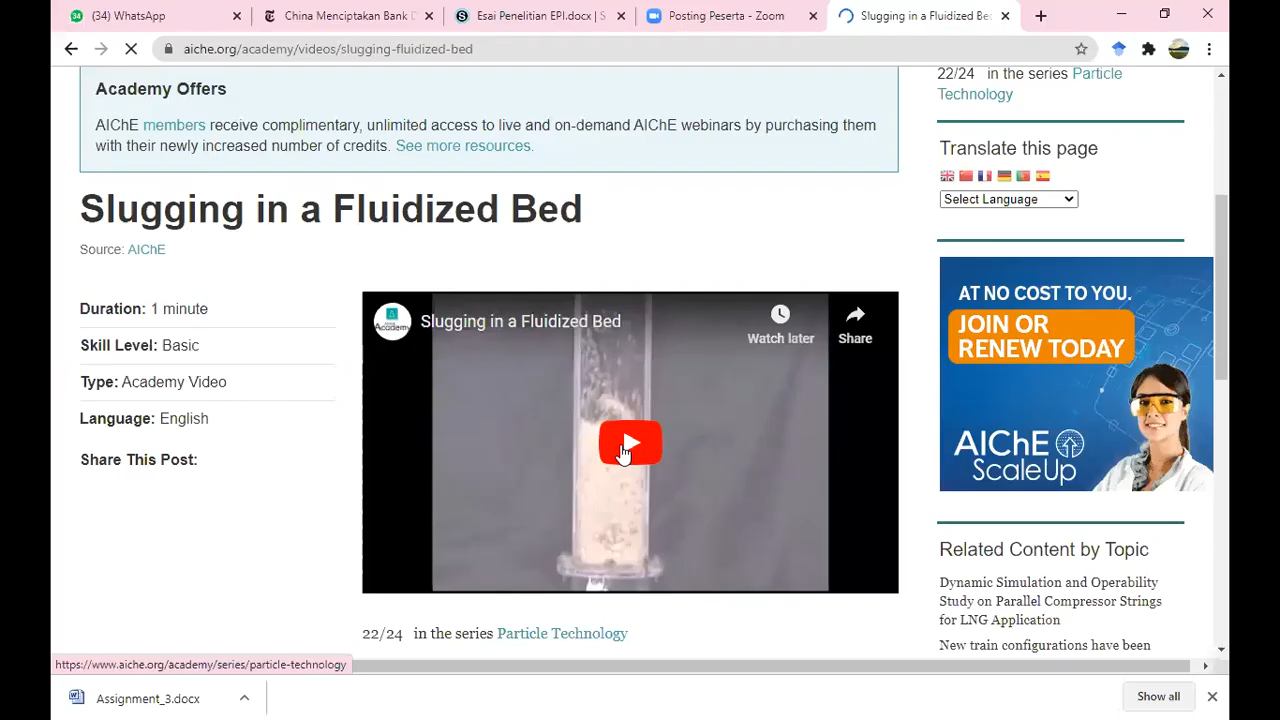 (34) WhatsApp
China Menciptakan Bank D
Esai Penelitian EPI.docx | S
Posting Peserta - Zoom
Slugging in a Fluidized Be
aiche.org/academy/videos/slugging-fluidized-bed
Academy Offers
AIChE members receive complimentary, unlimited access to live and on-demand AIChE webinars by purchasing them
with their newly increased number of credits. See more resources.
Slugging in a Fluidized Bed
Source: AIChE
Duration: 1 minute
Skill Level: Basic
Type: Academy Video
Language: English
Share This Post:
Academy
Slugging in a Fluidized Bed
Watch later
Share
22/24 in the series Particle Technology
22/24 in the series Particle
Technology
Translate this page
Select Language
AT NO COST TO YOU.
JOIN OR
RENEW TODAY
AIChE
ScaleUp
Related Content by Topic
Dynamic Simulation and Operability
Study on Parallel Compressor Strings
for LNG Application
New train configurations have been
https://www.aiche.org/academy/series/particle-technology
Assignment_3.docx
Show all